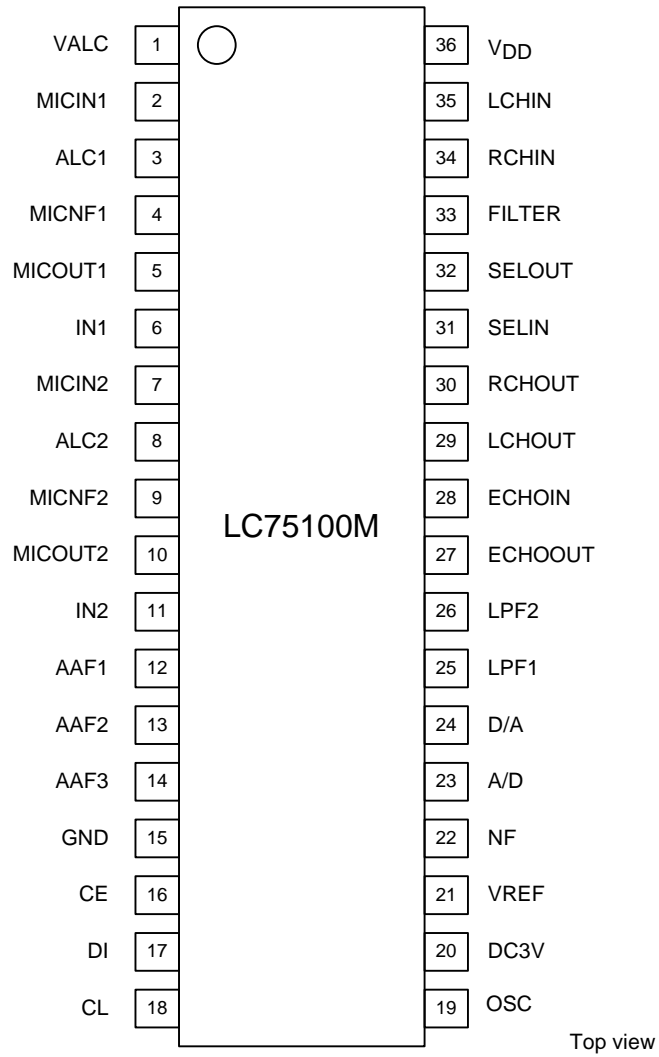 VALC 1 36 VDD
MICIN1 2 35 LCHIN
ALC1 3 34 RCHIN
MICNF1 4 33 FILTER
MICOUT1 5 32 SELOUT
IN1 6 31 SELIN
MICIN2 7 30 RCHOUT
ALC2 8 29 LCHOUT
MICNF2 9 28 ECHOIN
LC75100M
MICOUT2 10 27 ECHOOUT
IN2 11 26 LPF2
AAF1 12 25 LPF1
AAF2 13 24 D/A
AAF3 14 23 A/D
GND 15 22 NF
CE 16 21 VREF
DI 17 20 DC3V
CL 18 19 OSC
Top view